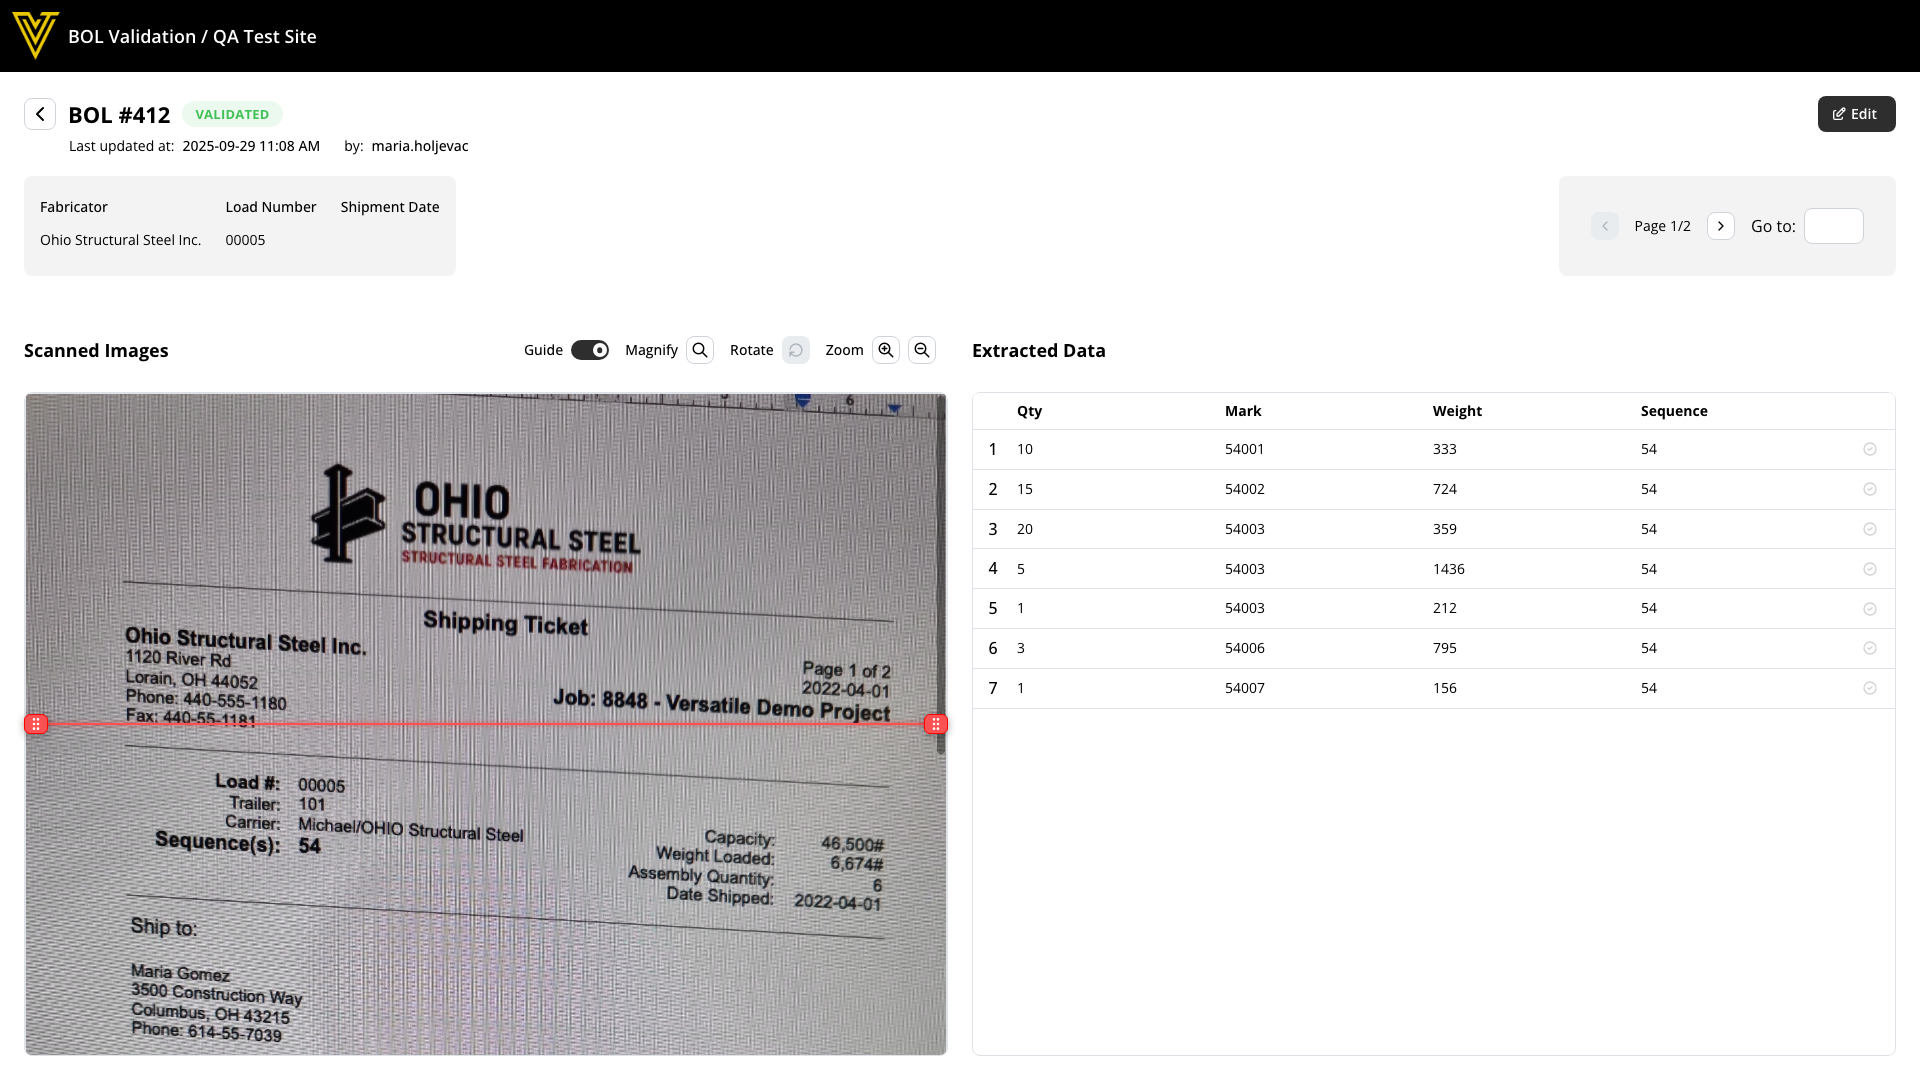 BOL Validation / QA Test Site
BOL #412
VALIDATED
Edit
Last updated at: 2025-09-29 11:08 AM by: maria.holjevac
Fabricator Load Number Shipment Date
Ohio Structural Steel Inc. 00005
Page 1/2
Go to:
Scanned Images
Guide
Magnify
Rotate
Zoom
6
OHIO
STRUCTURAL STEEL
STRUCTURAL STEEL FABRICATION
Shipping Ticket
Ohio Structural Steel Inc.
1120 River Rd
Lorain, OH 44052
Phone: 440-555-1180
Fax: 440-55-1181
Page 1 of 2
2022-04-01
Job: 8848 - Versatile Demo Project
Load #: 00005
Trailer: 101
Carrier: Michael/OHIO Structural Steel
Sequence(s): 54
Capacity: 46,500#
Weight Loaded: 6,674#
Assembly Quantity: 6
Date Shipped: 2022-04-01
Ship to:
Maria Gomez
3500 Construction Way
Columbus, OH 43215
Phone: 614-55-7039
Extracted Data
Qty Mark Weight Sequence
1 10 54001 333 54
2 15 54002 724 54
3 20 54003 359 54
4 5 54003 1436 54
5 1 54003 212 54
6 3 54006 795 54
7 1 54007 156 54